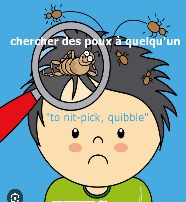 chercher des poux à quelqu'un
"to nit-pick, quibble"